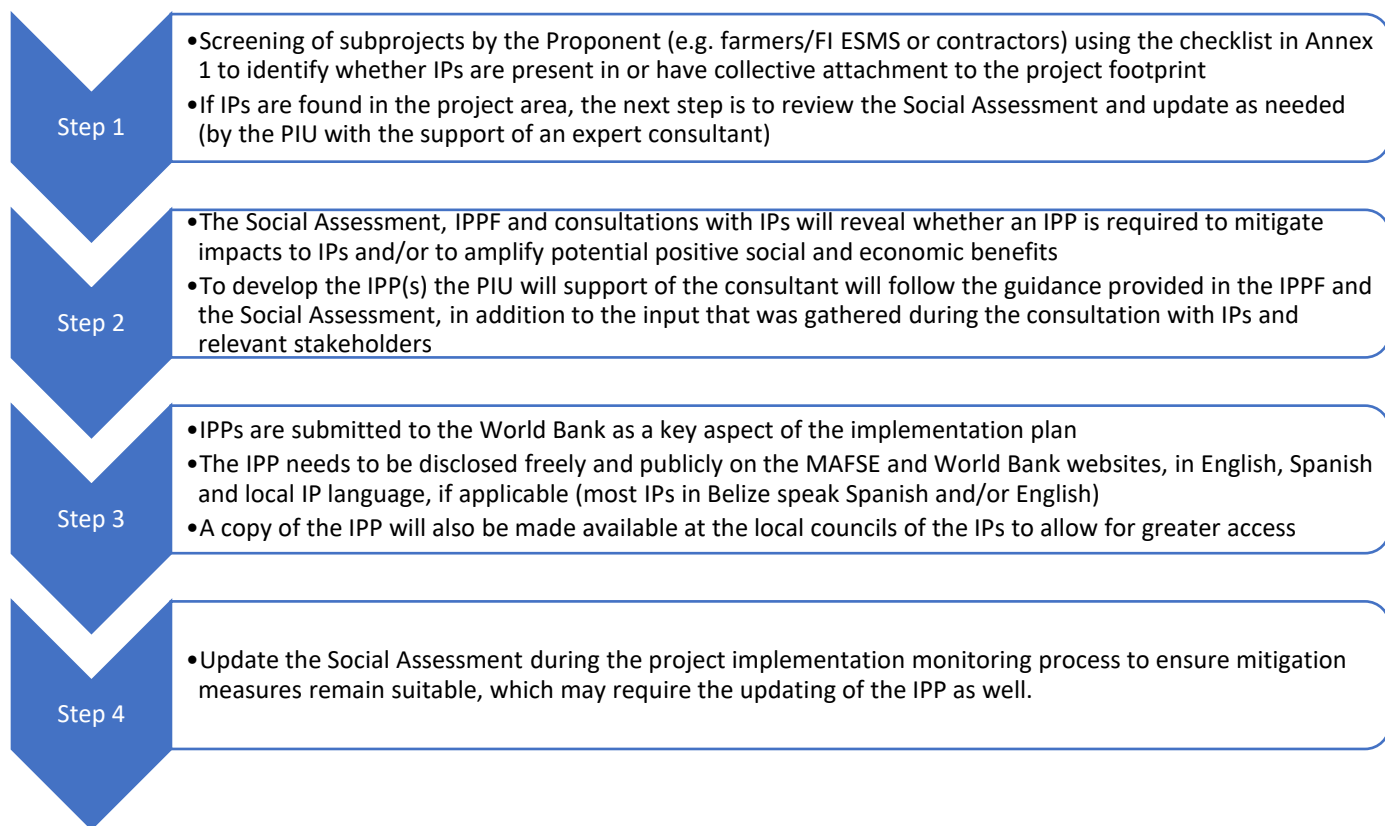 Step 1
•Screening of subprojects by the Proponent (e.g. farmers/FI ESMS or contractors) using the checklist in Annex
1 to identify whether IPs are present in or have collective attachment to the project footprint
•If IPs are found in the project area, the next step is to review the Social Assessment and update as needed
(by the PIU with the support of an expert consultant)
Step 2
•The Social Assessment, IPPF and consultations with IPs will reveal whether an IPP is required to mitigate
impacts to IPs and/or to amplify potential positive social and economic benefits
•To develop the IPP(s) the PIU will support of the consultant will follow the guidance provided in the IPPF and
the Social Assessment, in addition to the input that was gathered during the consultation with IPs and
relevant stakeholders
Step 3
•IPPs are submitted to the World Bank as a key aspect of the implementation plan
•The IPP needs to be disclosed freely and publicly on the MAFSE and World Bank websites, in English, Spanish
and local IP language, if applicable (most IPs in Belize speak Spanish and/or English)
•A copy of the IPP will also be made available at the local councils of the IPs to allow for greater access
Step 4
•Update the Social Assessment during the project implementation monitoring process to ensure mitigation
measures remain suitable, which may require the updating of the IPP as well.